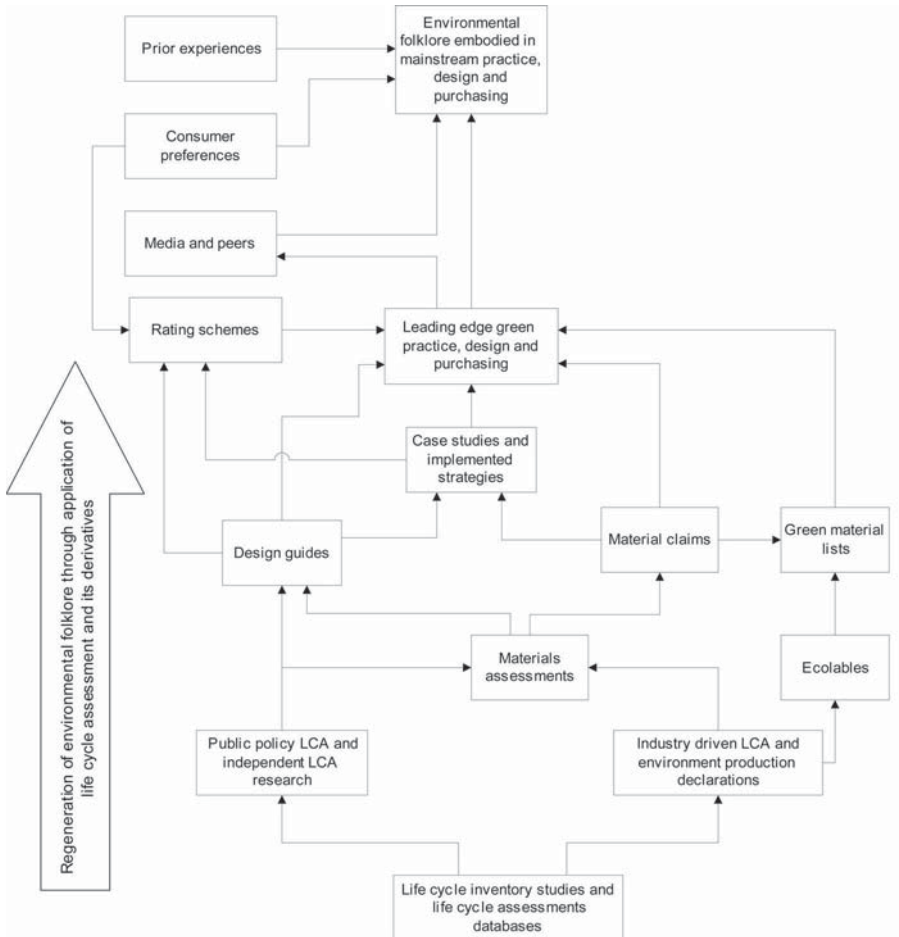 Prior experiences
Environmental
folklore embodied in
mainstream practice,
design and
purchasing
Consumer
preferences
Media and peers
Rating schemes
Leading edge green
practice, design and
purchasing
Case studies and
implemented
strategies
Design guides
Material claims
Green material
lists
Materials
assessments
Ecolables
Public policy LCA and
independent LCA
research
Industry driven LCA and
environment production
declarations
Life cycle inventory studies and
life cycle assessments
databases
Regeneration of environmental folklore through application of
life cycle assessment and its derivatives